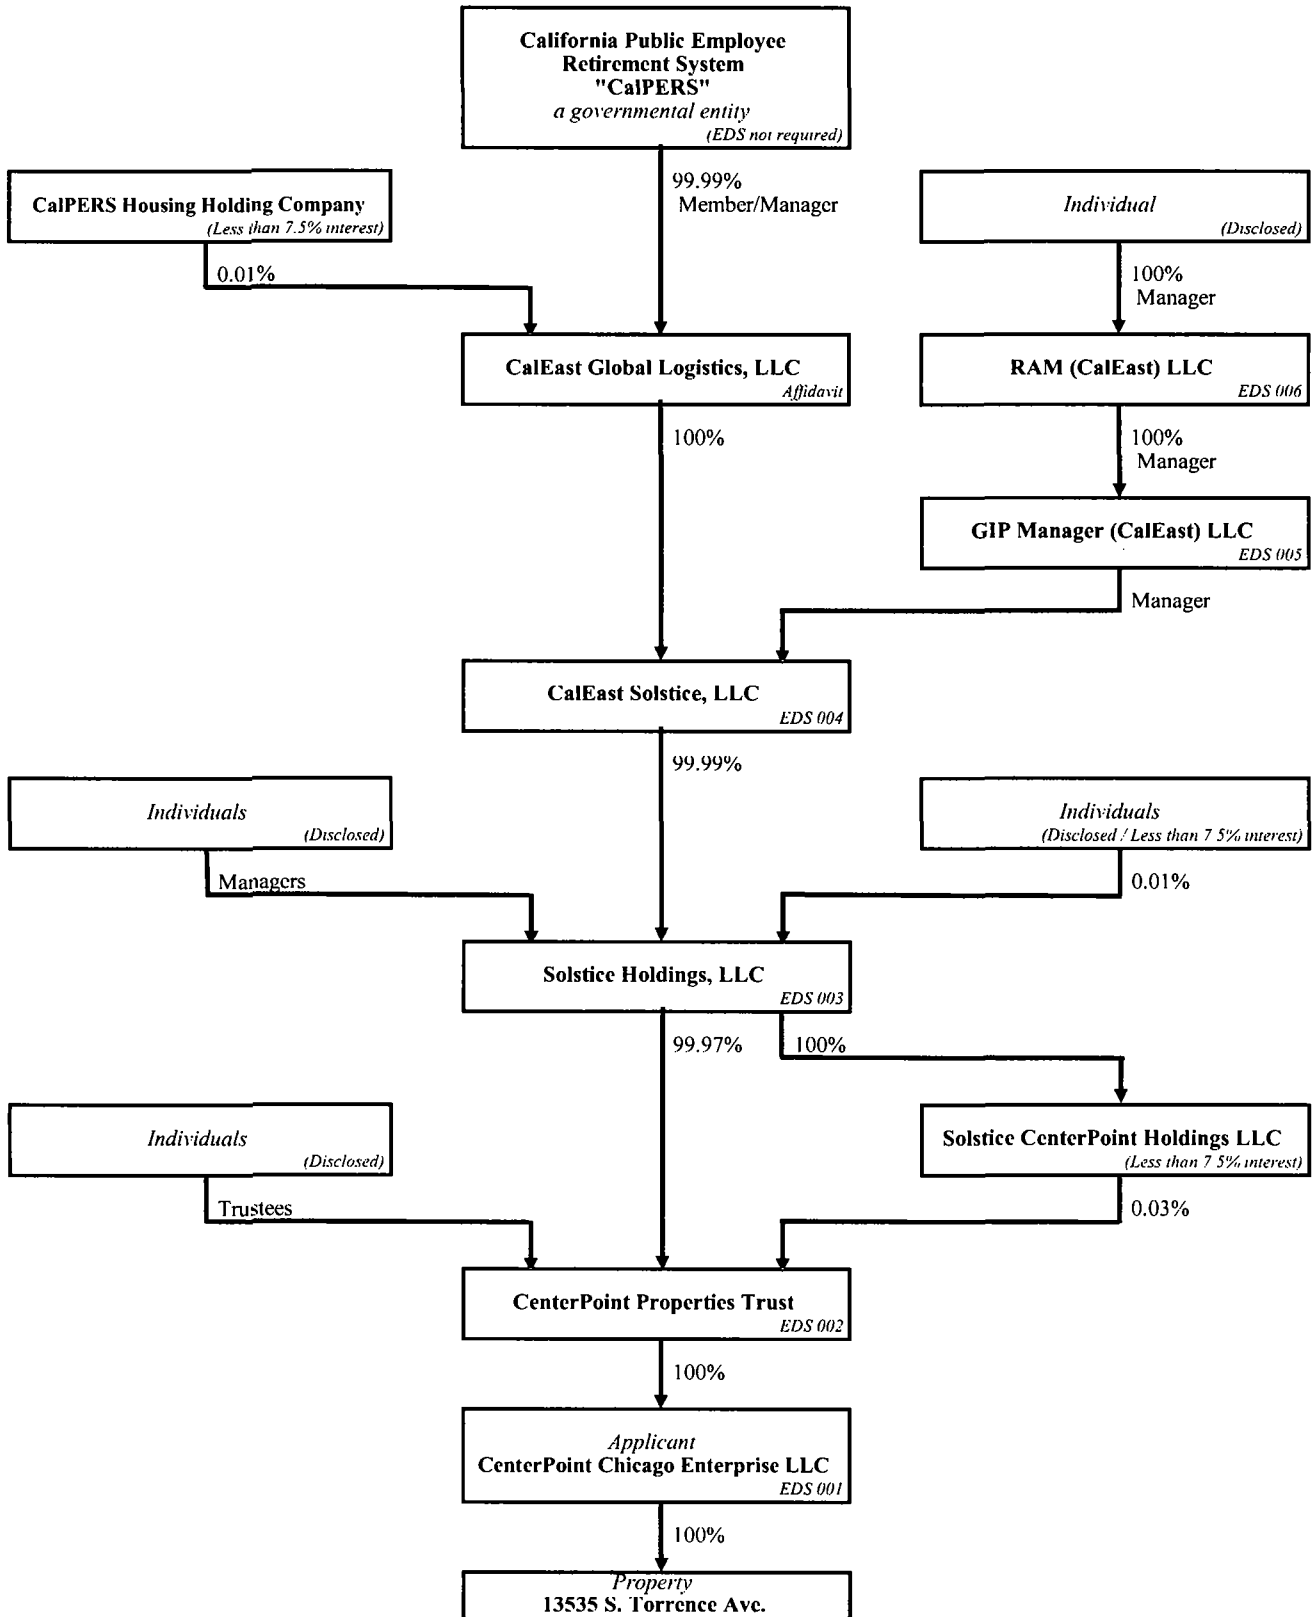 California Public Employee
Retirement System
"CalPERS"
a governmental entity
(EDS not required)
99.99%
Member/Manager
CalPERS Housing Holding Company
(Less than 7.5% interest)
0.01%
Individual
(Disclosed)
100%
Manager
CalEast Global Logistics, LLC
Affidavit
RAM (CalEast) LLC
EDS 006
100%
100%
Manager
GIP Manager (CalEast) LLC
EDS 005
Manager
CalEast Solstice, LLC
EDS 004
99.99%
Individuals
(Disclosed)
Managers
Individuals
(Disclosed / Less than 7 5% interest)
0.01%
Solstice Holdings, LLC
EDS 003
99.97%
100%
Individuals
(Disclosed)
Trustees
Solstice CenterPoint Holdings LLC
(Less than 7 5% interest)
0.03%
CenterPoint Properties Trust
EDS 002
100%
Applicant
CenterPoint Chicago Enterprise LLC
EDS 001
100%
Property
13535 S. Torrence Ave.